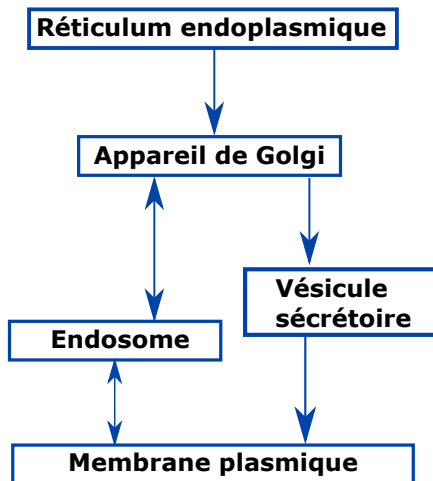 Réticulum endoplasmique
Appareil de Golgi
Vésicule
sécrétoire
Endosome
Membrane plasmique